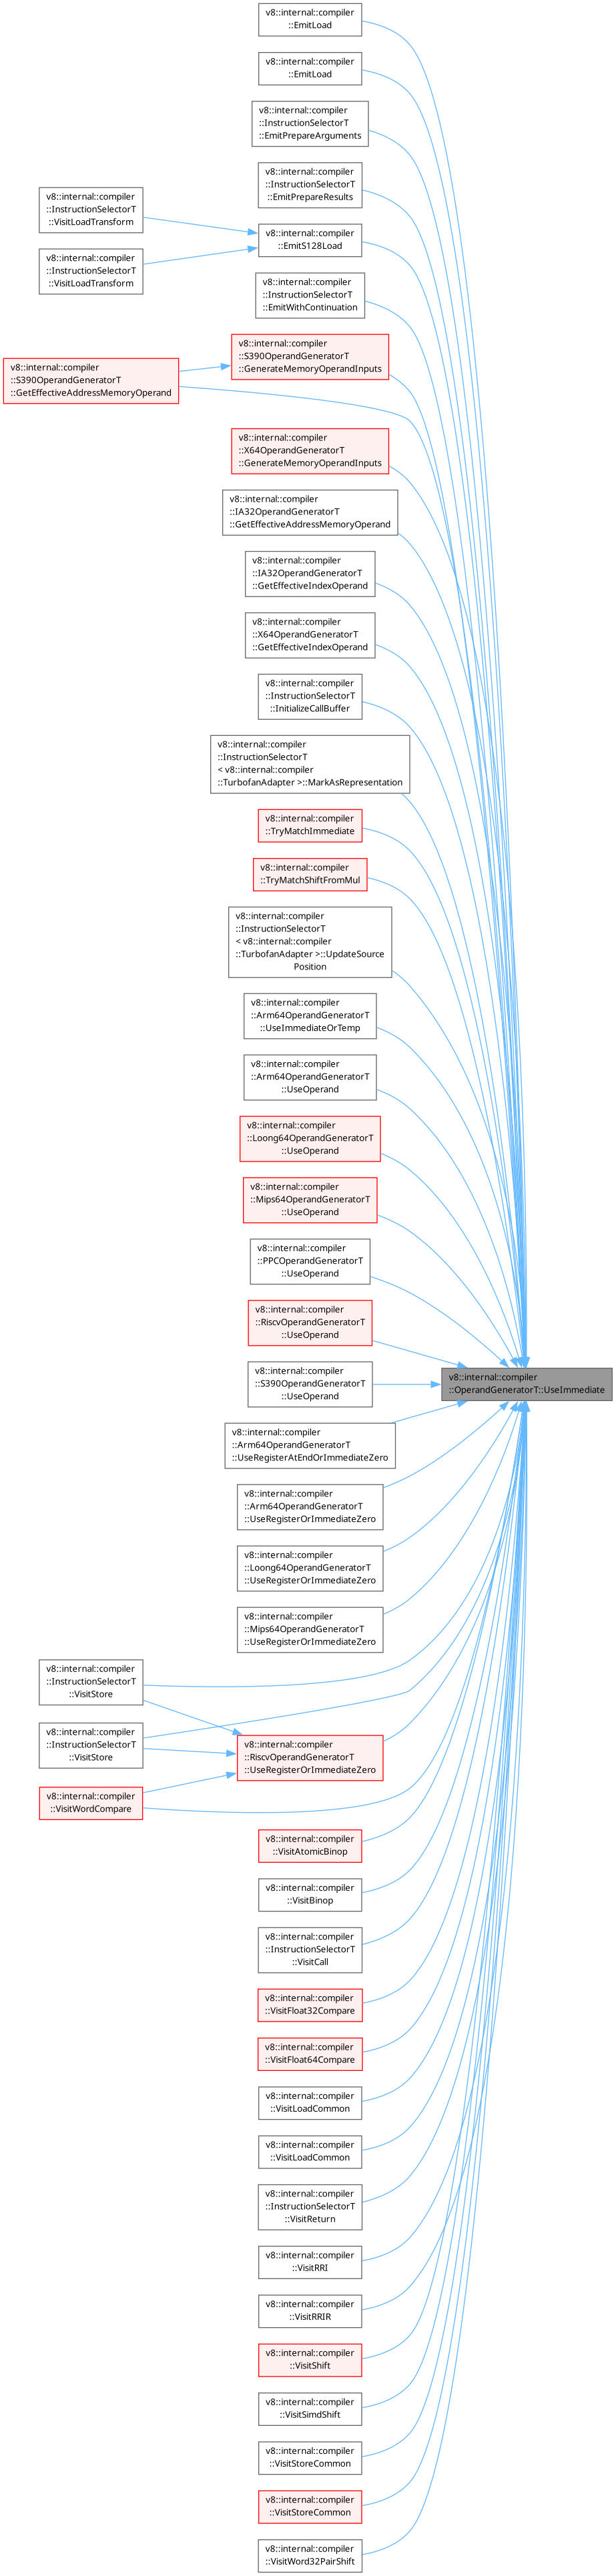 v8::internal::compiler
::EmitLoad
v8::internal::compiler
::EmitLoad
v8::internal::compiler
::InstructionSelectorT
::EmitPrepareArguments
v8::internal::compiler
::InstructionSelectorT
::EmitPrepareResults
v8::internal::compiler
::InstructionSelectorT
::VisitLoadTransform
v8::internal::compiler
::EmitS128Load
v8::internal::compiler
::InstructionSelectorT
::VisitLoadTransform
v8::internal::compiler
::InstructionSelectorT
::EmitWithContinuation
v8::internal::compiler
::S390OperandGeneratorT
::GenerateMemoryOperandInputs
v8::internal::compiler
::S390OperandGeneratorT
::GetEffectiveAddressMemoryOperand
v8::internal::compiler
::X64OperandGeneratorT
::GenerateMemoryOperandInputs
v8::internal::compiler
::IA32OperandGeneratorT
::GetEffectiveAddressMemoryOperand
v8::internal::compiler
::IA32OperandGeneratorT
::GetEffectiveIndexOperand
v8::internal::compiler
::X64OperandGeneratorT
::GetEffectiveIndexOperand
v8::internal::compiler
::InstructionSelectorT
::InitializeCallBuffer
v8::internal::compiler
::InstructionSelectorT
< v8::internal::compiler
::TurbofanAdapter >::MarkAsRepresentation
v8::internal::compiler
::TryMatchImmediate
v8::internal::compiler
::TryMatchShiftFromMul
v8::internal::compiler
::InstructionSelectorT
< v8::internal::compiler
::TurbofanAdapter >::UpdateSource
Position
v8::internal::compiler
::Arm64OperandGeneratorT
::UseImmediateOrTemp
v8::internal::compiler
::Arm64OperandGeneratorT
::UseOperand
v8::internal::compiler
::Loong64OperandGeneratorT
::UseOperand
v8::internal::compiler
::Mips64OperandGeneratorT
::UseOperand
v8::internal::compiler
::PPCOperandGeneratorT
::UseOperand
v8::internal::compiler
::RiscvOperandGeneratorT
::UseOperand
v8::internal::compiler
::S390OperandGeneratorT
::UseOperand
v8::internal::compiler
::OperandGeneratorT::UseImmediate
v8::internal::compiler
::Arm64OperandGeneratorT
::UseRegisterAtEndOrImmediateZero
v8::internal::compiler
::Arm64OperandGeneratorT
::UseRegisterOrImmediateZero
v8::internal::compiler
::Loong64OperandGeneratorT
::UseRegisterOrImmediateZero
v8::internal::compiler
::Mips64OperandGeneratorT
::UseRegisterOrImmediateZero
v8::internal::compiler
::InstructionSelectorT
::VisitStore
v8::internal::compiler
::InstructionSelectorT
::VisitStore
v8::internal::compiler
::RiscvOperandGeneratorT
::UseRegisterOrImmediateZero
v8::internal::compiler
::VisitWordCompare
v8::internal::compiler
::VisitAtomicBinop
v8::internal::compiler
::VisitBinop
v8::internal::compiler
::InstructionSelectorT
::VisitCall
v8::internal::compiler
::VisitFloat32Compare
v8::internal::compiler
::VisitFloat64Compare
v8::internal::compiler
::VisitLoadCommon
v8::internal::compiler
::VisitLoadCommon
v8::internal::compiler
::InstructionSelectorT
::VisitReturn
v8::internal::compiler
::VisitRRI
v8::internal::compiler
::VisitRRIR
v8::internal::compiler
::VisitShift
v8::internal::compiler
::VisitSimdShift
v8::internal::compiler
::VisitStoreCommon
v8::internal::compiler
::VisitStoreCommon
v8::internal::compiler
::VisitWord32PairShift